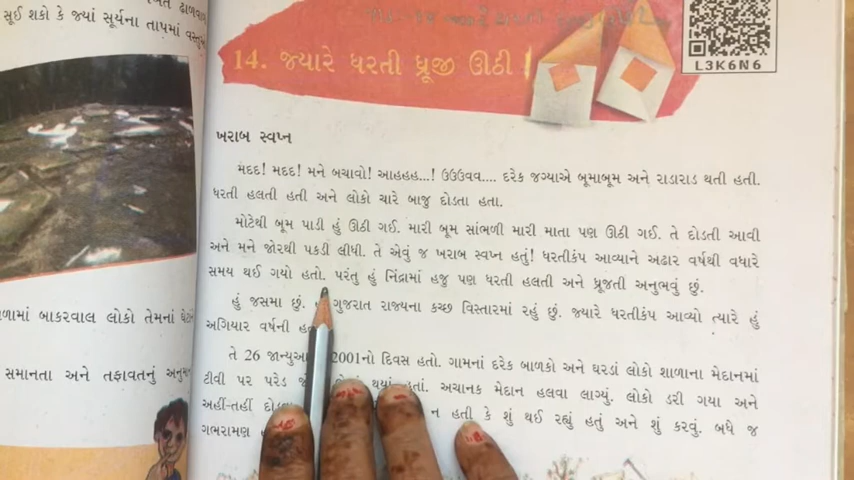 સૂઈ શકો કે જ્યાં સૂર્યના તાપમાં
L3K6N6
14. જ્યારે ધરતી ધ્રૂજી ઊઠી !
ખરાબ સ્વપ્ન
મદદ! મદદ! મને બચાવો! આહહહ...! ઉઉઉવવ.... દરેક જગ્યાએ બૂમાબૂમ અને રાડારાડ થતી હતી.
ધરતી હલતી હતી અને લોકો ચારે બાજુ દોડતા હતા.
મોટેથી બૂમ પાડી હું ઊઠી ગઈ. મારી બૂમ સાંભળી મારી માતા પણ ઊઠી ગઈ. તે દોડતી આવી
અને મને જોરથી પકડી લીધી. તે એવું જ ખરાબ સ્વપ્ન હતું! ધરતીકંપ આવ્યાને અઢાર વર્ષથી વધારે
સમય થઈ ગયો હતો. પરંતુ હું નિંદ્રામાં હજુ પણ ધરતી હલતી અને ધ્રૂજતી અનુભવું છું.
હું જસમા છું. ગુજરાત રાજ્યના કચ્છ વિસ્તારમાં રહું છું. જ્યારે ધરતીકંપ આવ્યો ત્યારે હું
અગિયાર વર્ષની
તે 26 2001નો દિવસ હતો. ગામનાં દરેક બાળકો અને ઘરડાં લોકો શાળાના મેદાનમાં
ટીવી પર પરેડ થયાં હતાં. અચાનક મેદાન હલવા લાગ્યું. લોકો ડરી ગયા અને
અહીં-તહીં ન હતી કે શું થઈ રહ્યું હતું અને શું કરવું. બધે જ
ગભરામણ
બાકરવાલ લોકો તેમનાં
સમાનતા અને તફાવતનું